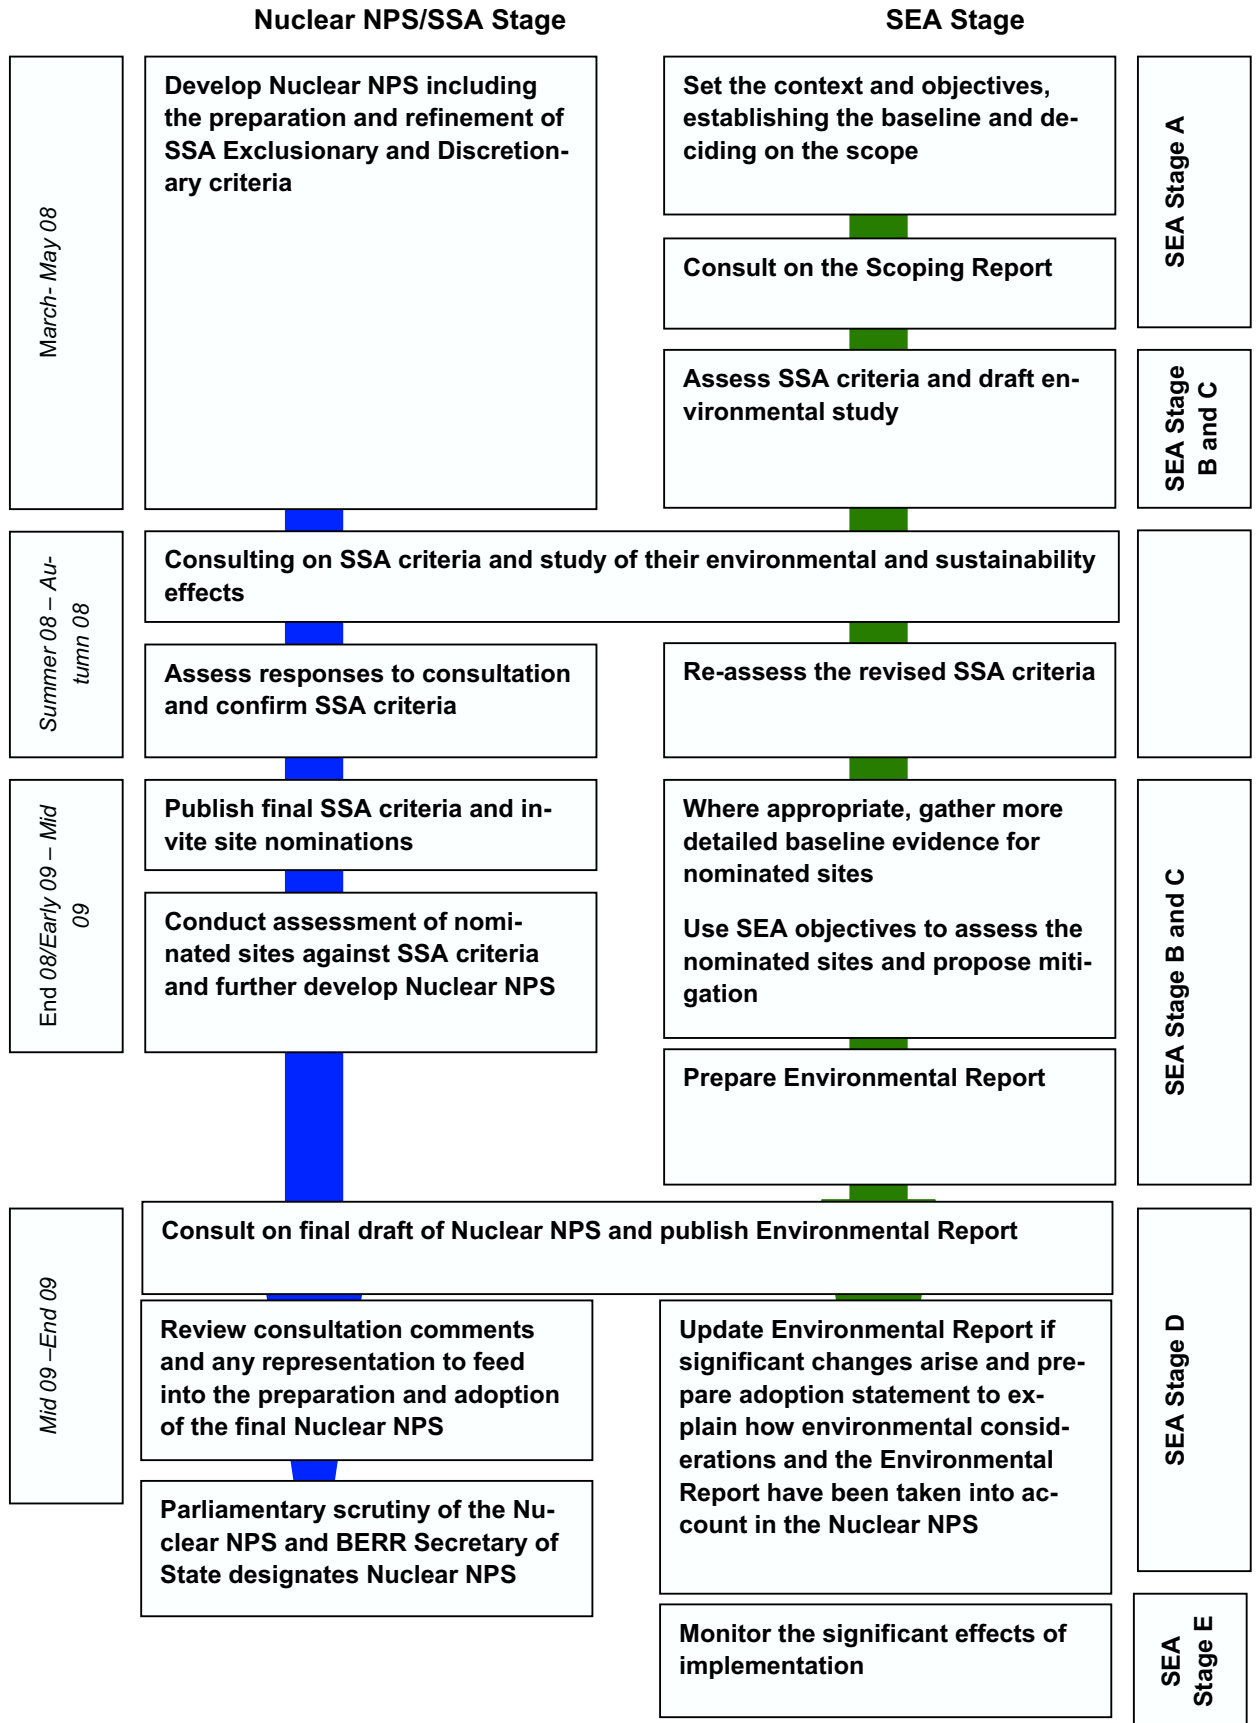 Nuclear NPS/SSA Stage
SEA Stage
March- May 08
Develop Nuclear NPS including
the preparation and refinement of
SSA Exclusionary and Discretion-
ary criteria
Set the context and objectives,
establishing the baseline and de-
ciding on the scope
SEA Stage A
Consult on the Scoping Report
Assess SSA criteria and draft en-
vironmental study
SEA Stage
B and C
Summer 08 – Au-
tumn 08
Consulting on SSA criteria and study of their environmental and sustainability
effects
Assess responses to consultation
and confirm SSA criteria
Re-assess the revised SSA criteria
End 08/Early 09 – Mid
09
Publish final SSA criteria and in-
vite site nominations
Conduct assessment of nomi-
nated sites against SSA criteria
and further develop Nuclear NPS
Where appropriate, gather more
detailed baseline evidence for
nominated sites
Use SEA objectives to assess the
nominated sites and propose miti-
gation
SEA Stage B and C
Prepare Environmental Report
Mid 09 –End 09
Consult on final draft of Nuclear NPS and publish Environmental Report
Review consultation comments
and any representation to feed
into the preparation and adoption
of the final Nuclear NPS
Update Environmental Report if
significant changes arise and pre-
pare adoption statement to ex-
plain how environmental consid-
erations and the Environmental
Report have been taken into ac-
count in the Nuclear NPS
SEA Stage D
Parliamentary scrutiny of the Nu-
clear NPS and BERR Secretary of
State designates Nuclear NPS
Monitor the significant effects of
implementation
SEA
Stage E